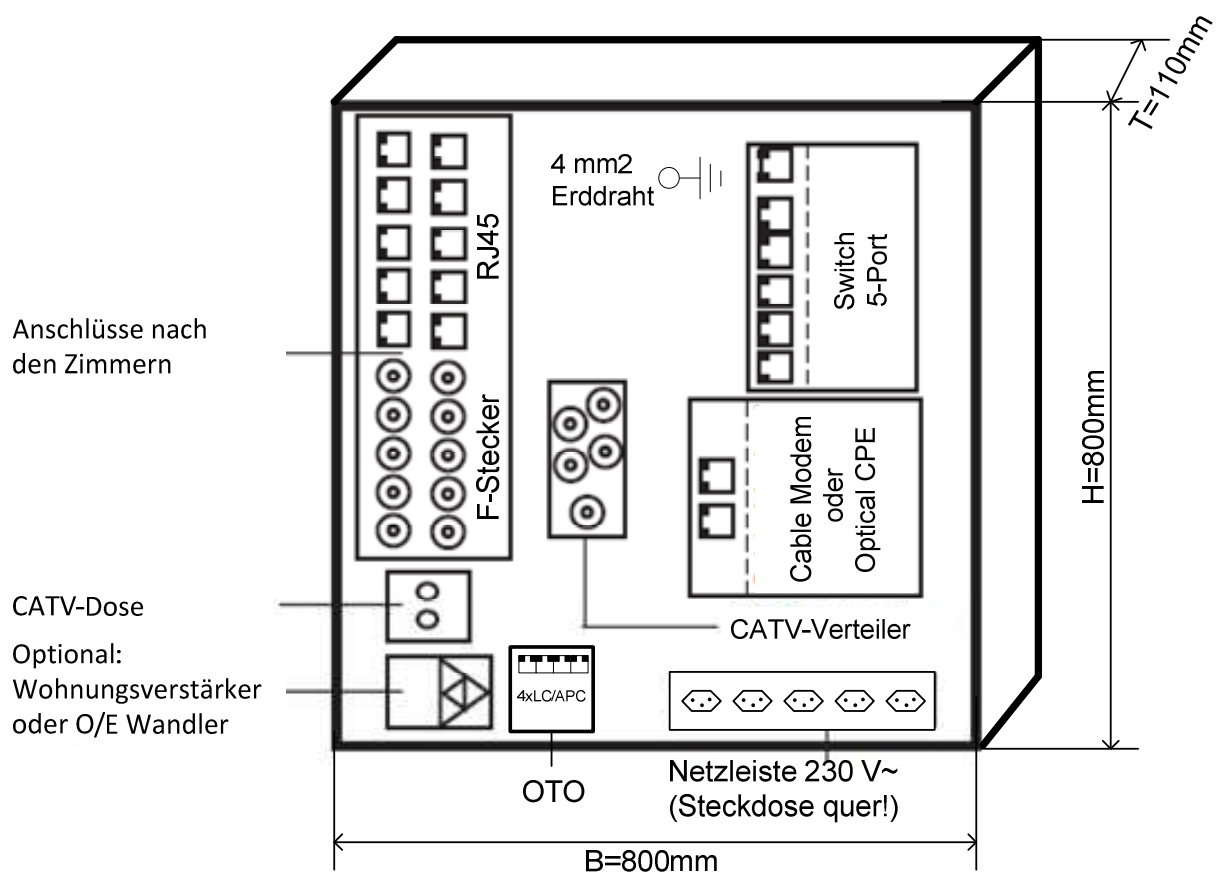 T=110mm
4 mm2
Erddraht
RJ45
Switch
5-Port
Anschlüsse nach
den Zimmern
F-Stecker
Cable Modem
oder
Optical CPE
H=800mm
CATV-Dose
CATV-Verteiler
Optional:
Wohnungsverstärker
oder O/E Wandler
4xLC/APC
OTO
Netzleiste 230 V~
(Steckdose quer!)
B=800mm